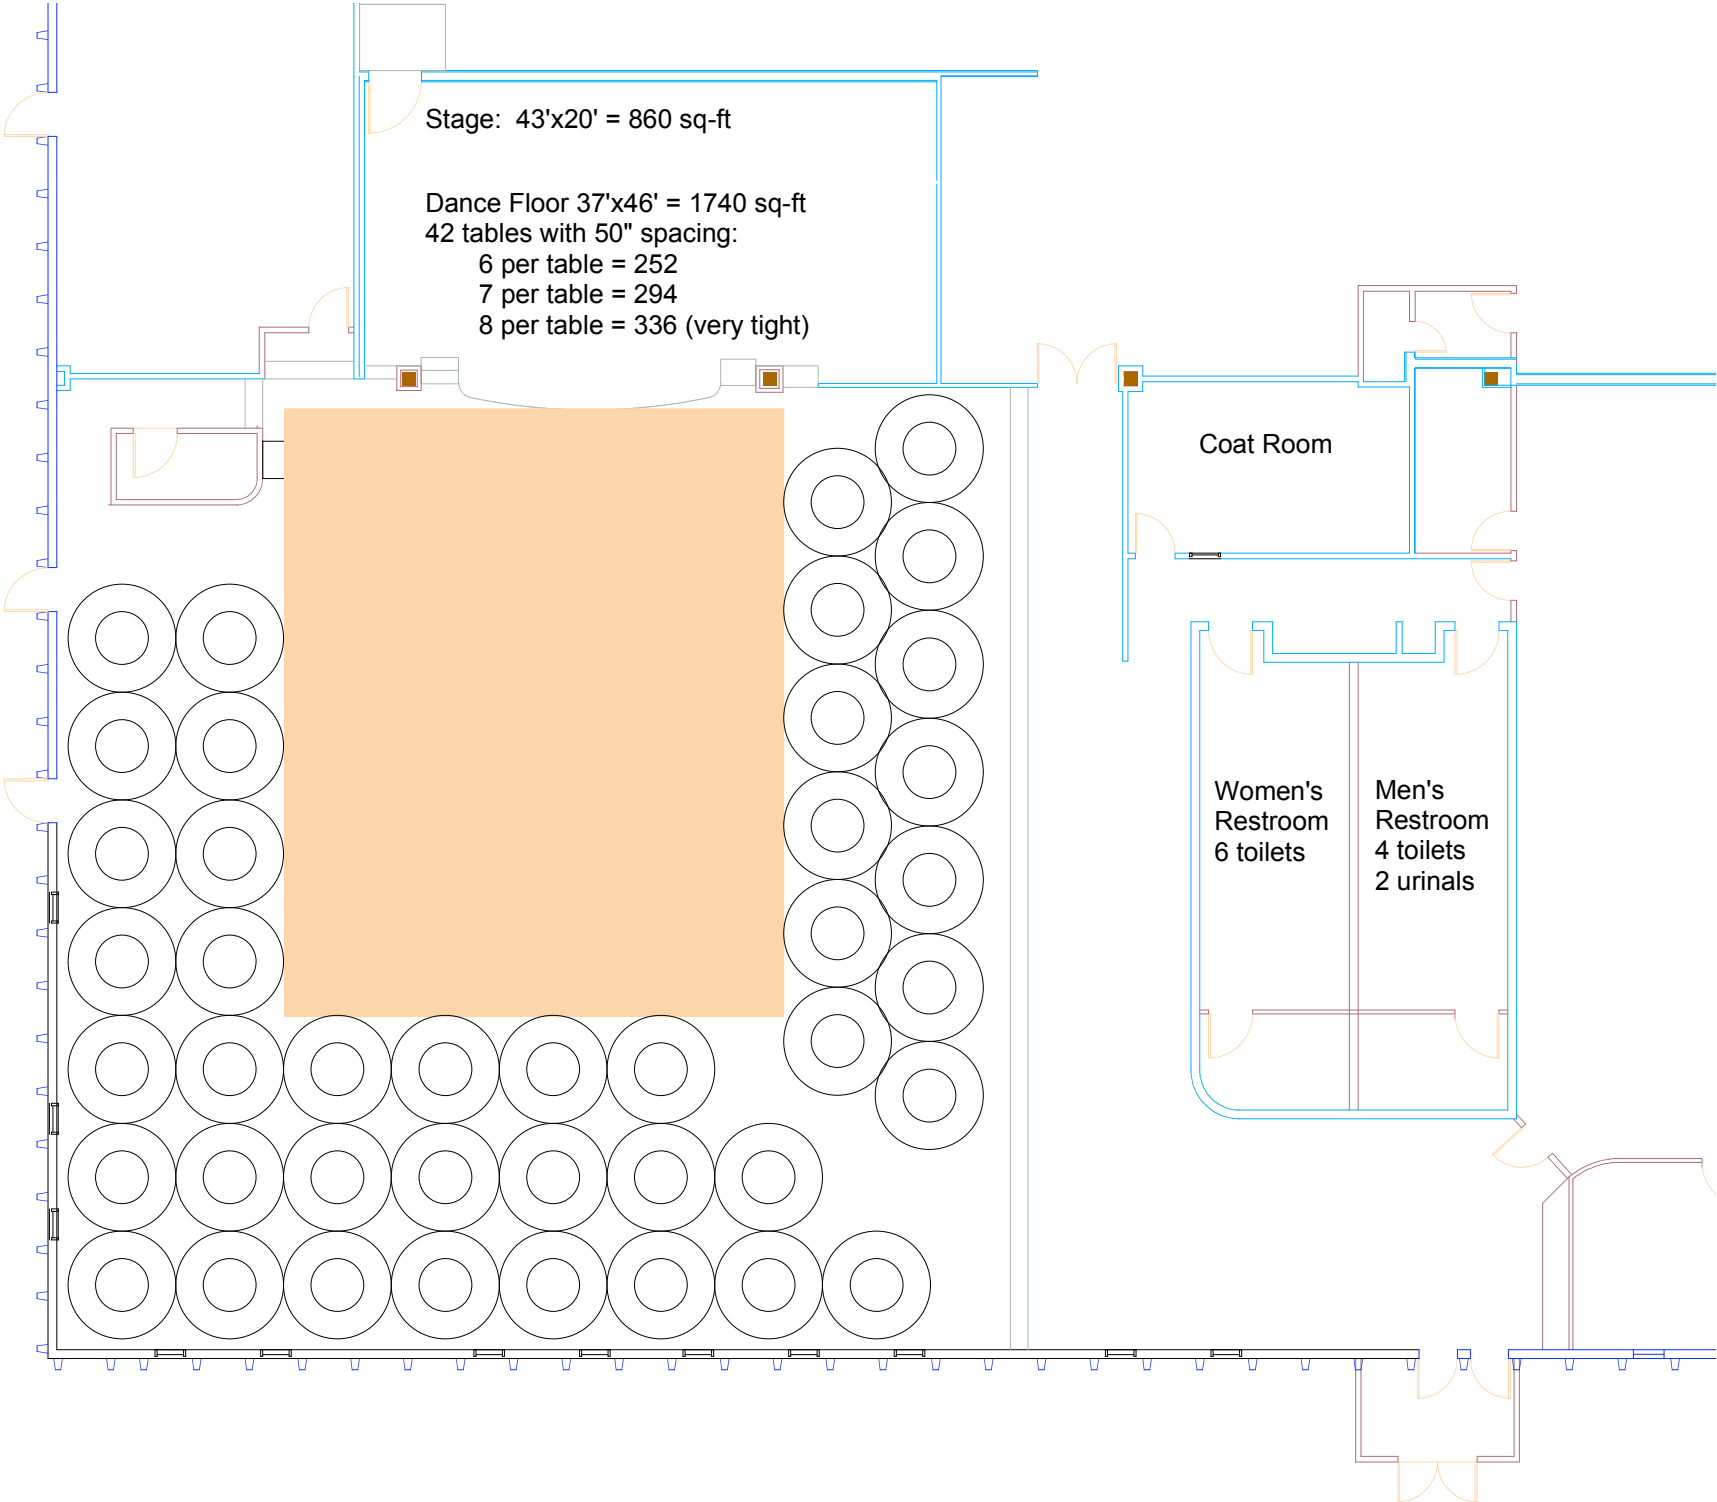 Stage:  43'x20' = 860 sq-ft
Dance Floor 37'x46' = 1740 sq-ft
42 tables with 50" spacing:
6 per table = 252
7 per table = 294
8 per table = 336 (very tight)
Coat Room
Women's
Restroom
6 toilets
Men's
Restroom
4 toilets
2 urinals